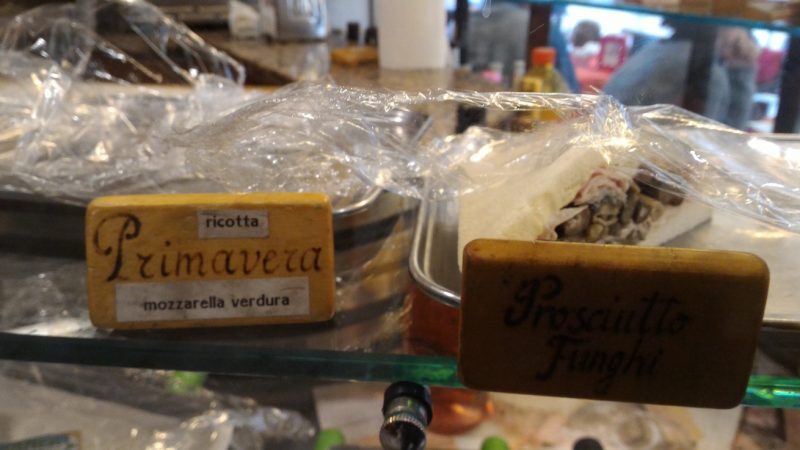 ricotta
Primavera
mozzarella verdura
Prosciutto
Funghi